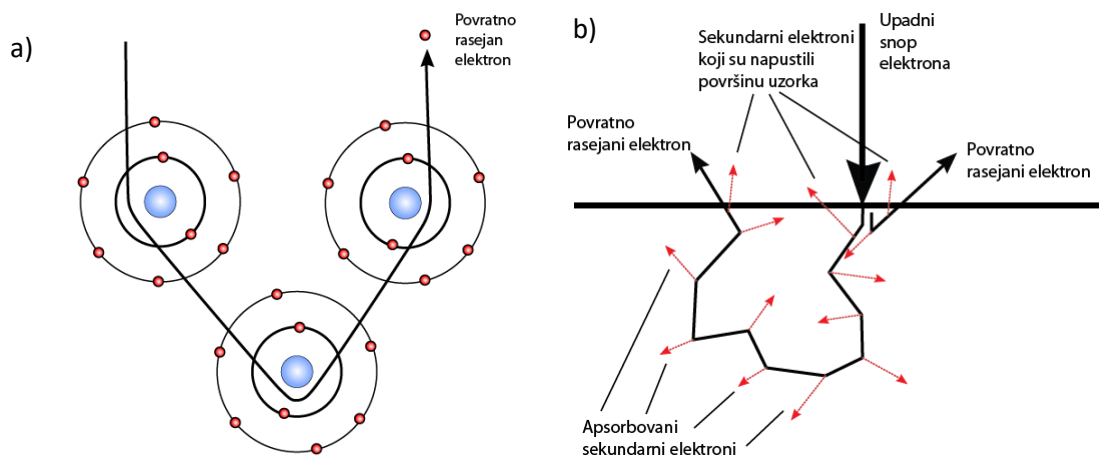 a)
Povratno
rasejan
elektron
b)
Sekundarni elektroni
koji su napustili
površinu uzorka
Upadni
snop
elektrona
Povratno
rasejani elektron
Povratno
rasejani elektron
Apsorbovani
sekundarni elektroni